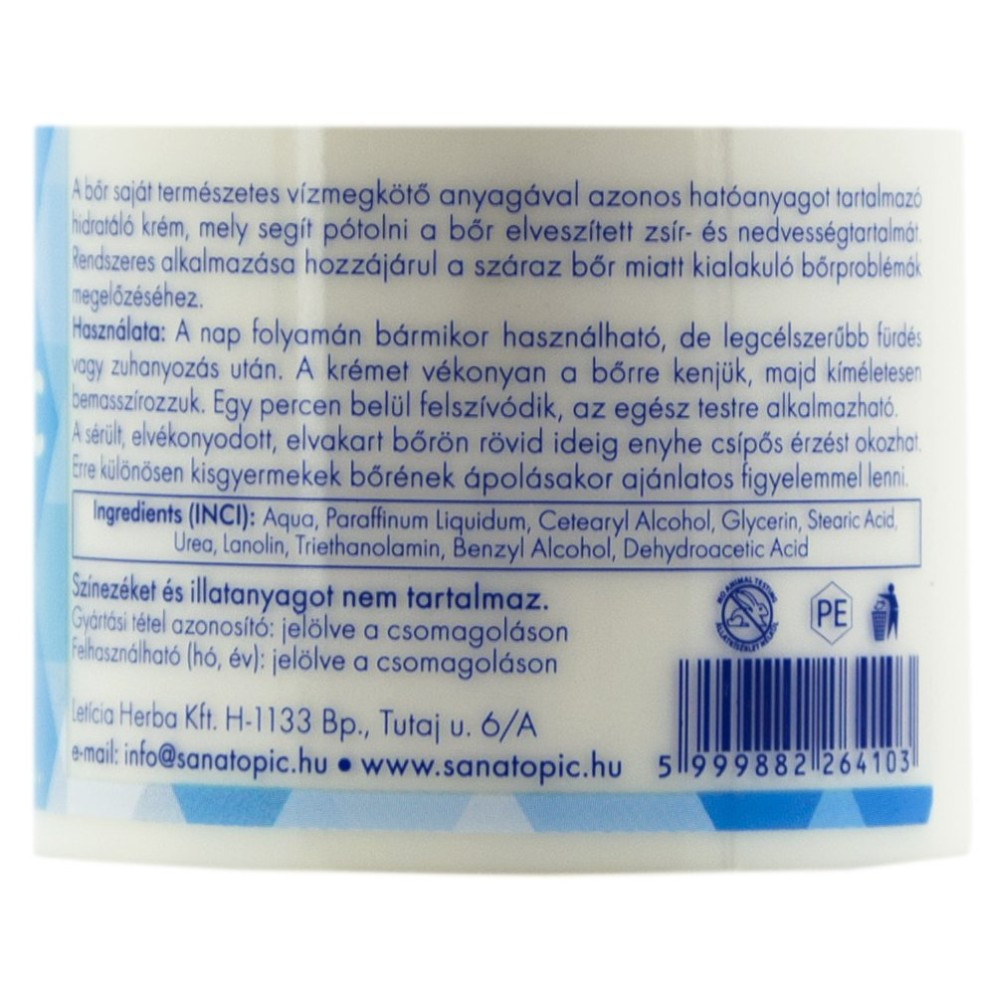 A bőr saját természetes vízmegkötő anyagával azonos hatóanyagot tartalmazó
hidratáló krém, mely segít pótolni a bőr elveszített zsír- és nedvességtartalmát.
Rendszeres alkalmazása hozzájárul a száraz bőr miatt kialakuló bőrproblémák
megelőzéséhez.
Használata: A nap folyamán bármikor használható, de legcélszerűbb fürdés
vagy zuhanyozás után. A krémet vékonyan a bőrre kenjük, majd kíméletesen
bemasszírozzuk. Egy percen belül felszívódik, az egész testre alkalmazható.
A sérült, elvékonyodott, elvakart bőrön rövid ideig enyhe csípős érzést okozhat.
Erre különösen kisgyermekek bőrének ápolásakor ajánlatos figyelemmel lenni.
Ingredients (INCI): Aqua, Paraffinum Liquidum, Cetearyl Alcohol, Glycerin, Stearic Acid,
Urea, Lanolin, Triethanolamin, Benzyl Alcohol, Dehydroacetic Acid
Színezéket és illatanyagot nem tartalmaz.
Gyártási tétel azonosító: jelölve a csomagoláson
Felhasználható (hó, év): jelölve a csomagoláson
NO ANIMAL TESTING
ÁLLATKÍSÉRLET NÉLKÜL
PE
Letícia Herba Kft. H-1133 Bp., Tutaj u. 6/A
e-mail: info@sanatopic.hu • www.sanatopic.hu
5 999882 264103